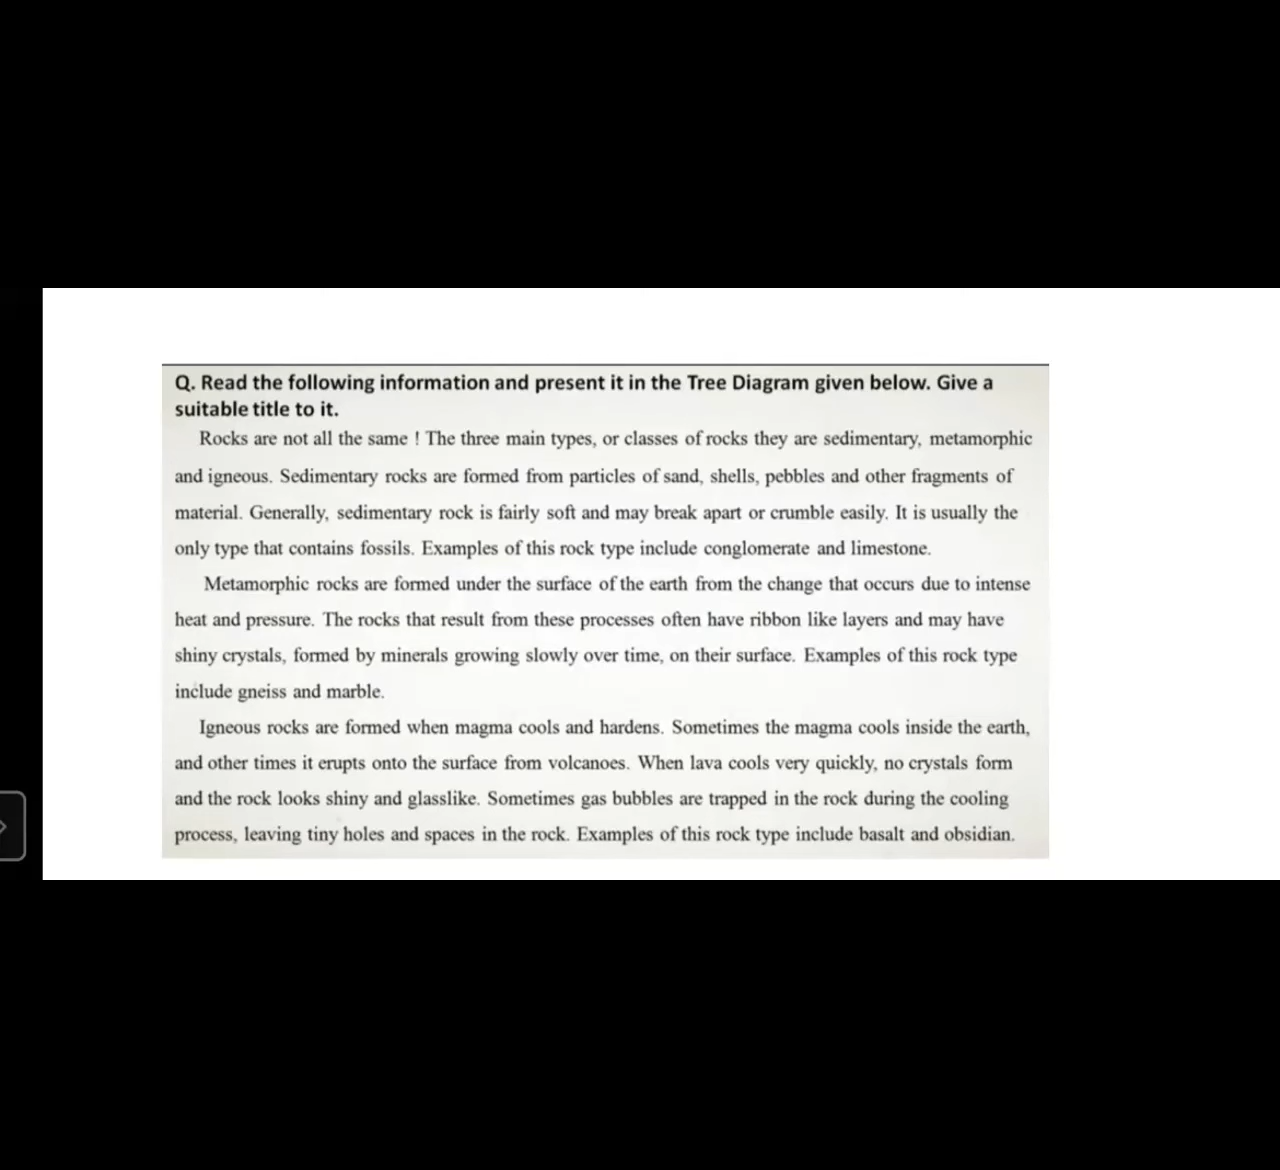 Q. Read the following information and present it in the Tree Diagram given below. Give a
suitable title to it.
Rocks are not all the same ! The three main types, or classes of rocks they are sedimentary, metamorphic
and igneous. Sedimentary rocks are formed from particles of sand, shells, pebbles and other fragments of
material. Generally, sedimentary rock is fairly soft and may break apart or crumble easily. It is usually the
only type that contains fossils. Examples of this rock type include conglomerate and limestone.
Metamorphic rocks are formed under the surface of the earth from the change that occurs due to intense
heat and pressure. The rocks that result from these processes often have ribbon like layers and may have
shiny crystals, formed by minerals growing slowly over time, on their surface. Examples of this rock type
include gneiss and marble.
Igneous rocks are formed when magma cools and hardens. Sometimes the magma cools inside the earth,
and other times it erupts onto the surface from volcanoes. When lava cools very quickly, no crystals form
and the rock looks shiny and glasslike. Sometimes gas bubbles are trapped in the rock during the cooling
process, leaving tiny holes and spaces in the rock. Examples of this rock type include basalt and obsidian.